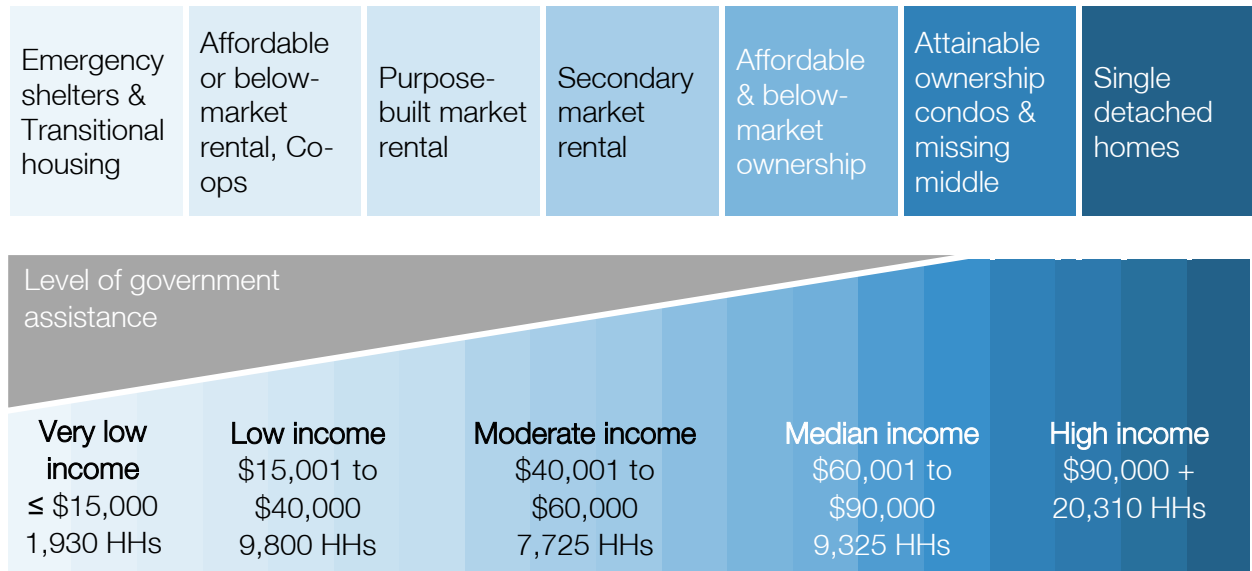 Emergency
shelters &
Transitional
housing
Affordable
or below-
market
rental, Co-
ops
Purpose-
built market
rental
Secondary
market
rental
Affordable
& below-
market
ownership
Attainable
ownership
condos &
missing
middle
Single
detached
homes
Level of government
assistance
Very low
income
≤ $15,000
1,930 HHs
Low income
$15,001 to
$40,000
9,800 HHs
Moderate income
$40,001 to
$60,000
7,725 HHs
Median income
$60,001 to
$90,000
9,325 HHs
High income
$90,000 +
20,310 HHs